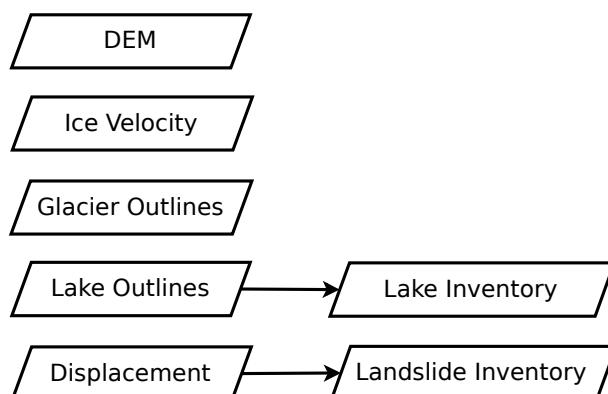 DEM
Ice Velocity
Glacier Outlines
Lake Outlines
Lake Inventory
Displacement
Landslide Inventory